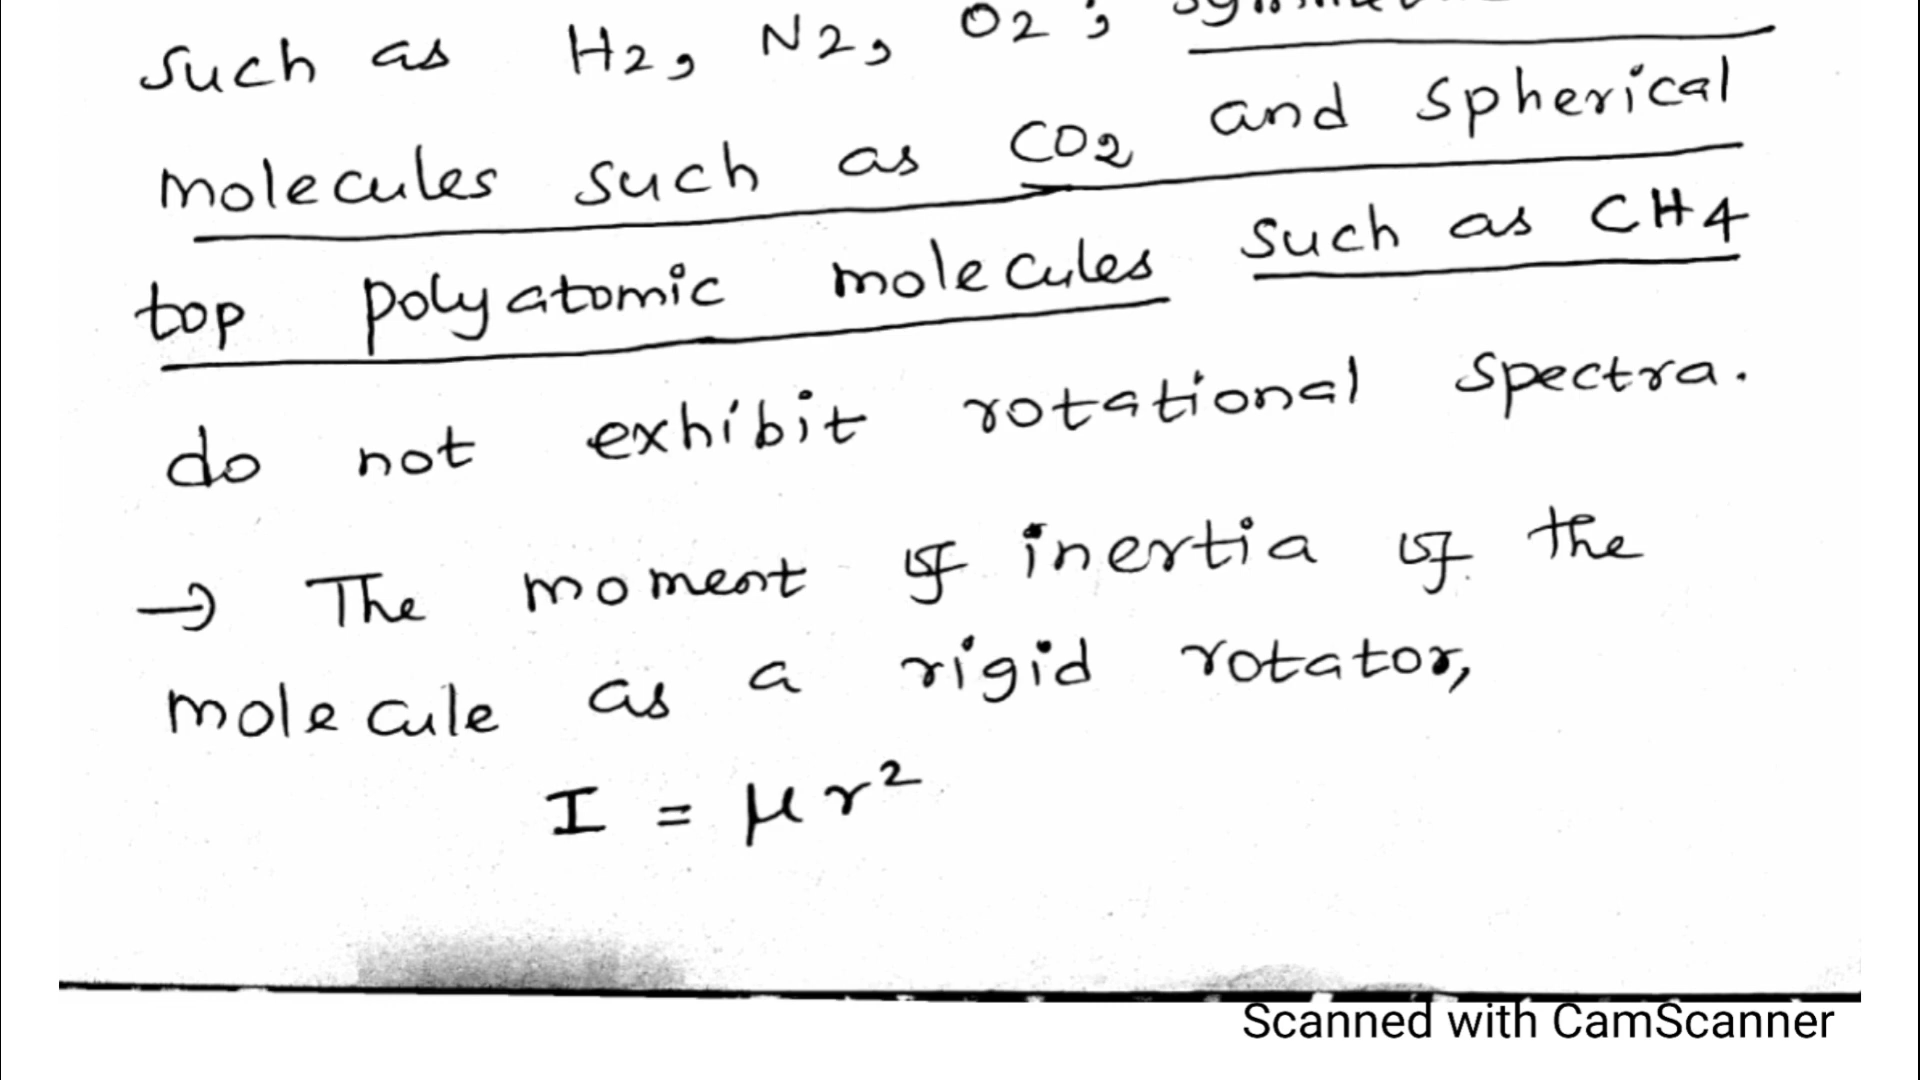 such as H2, N2, O2;
molecules such as CO2 and spherical
top polyatomic molecules such as CH4
do not exhibit rotational spectra.
→ The moment of inertia of the
molecule as a rigid rotator,
I = μr²
Scanned with CamScanner